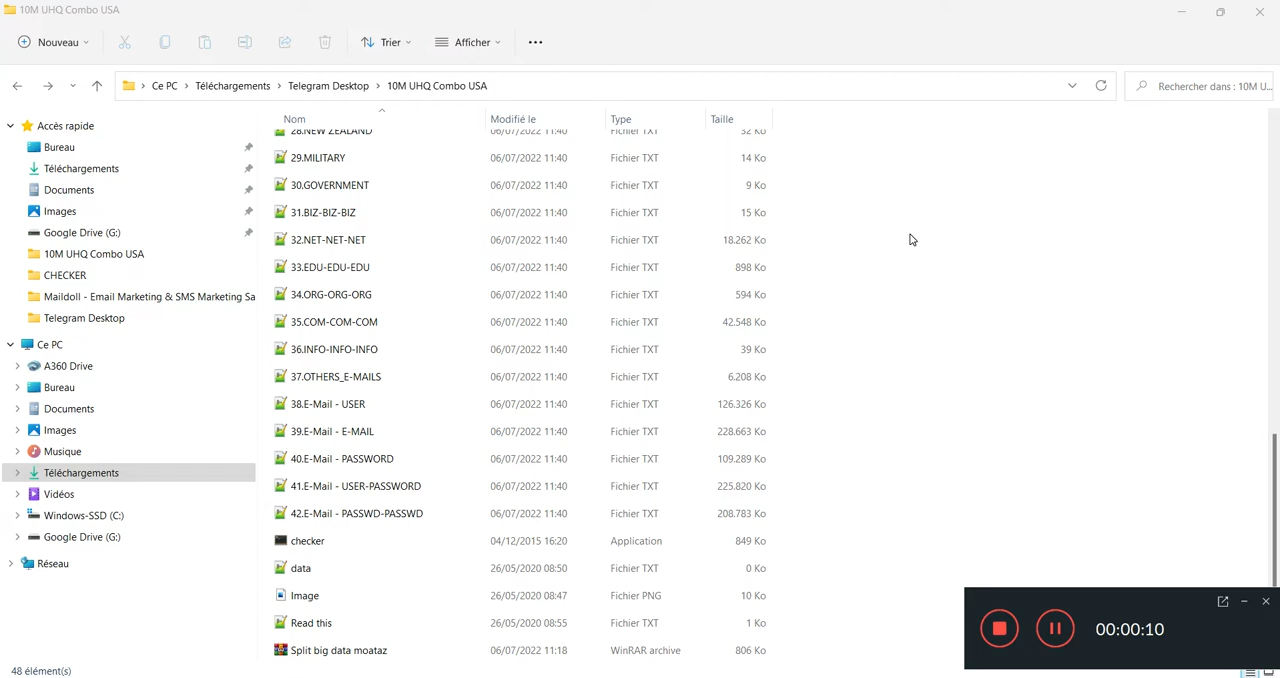 10M UHQ Combo USA
Nouveau
Trier
Afficher
Ce PC > Téléchargements > Telegram Desktop > 10M UHQ Combo USA
Rechercher dans : 10M U...
Accès rapide
Bureau
Téléchargements
Documents
Images
Google Drive (G:)
10M UHQ Combo USA
CHECKER
Maildoll - Email Marketing & SMS Marketing Sa
Telegram Desktop
Ce PC
A360 Drive
Bureau
Documents
Images
Musique
Téléchargements
Vidéos
Windows-SSD (C:)
Google Drive (G:)
Réseau
Nom Modifié le Type Taille
28.NEW ZEALAND 06/07/2022 11:40 Fichier TXT 32 Ko
29.MILITARY 06/07/2022 11:40 Fichier TXT 14 Ko
30.GOVERNMENT 06/07/2022 11:40 Fichier TXT 9 Ko
31.BIZ-BIZ-BIZ 06/07/2022 11:40 Fichier TXT 15 Ko
32.NET-NET-NET 06/07/2022 11:40 Fichier TXT 18.262 Ko
33.EDU-EDU-EDU 06/07/2022 11:40 Fichier TXT 898 Ko
34.ORG-ORG-ORG 06/07/2022 11:40 Fichier TXT 594 Ko
35.COM-COM-COM 06/07/2022 11:40 Fichier TXT 42.548 Ko
36.INFO-INFO-INFO 06/07/2022 11:40 Fichier TXT 39 Ko
37.OTHERS_E-MAILS 06/07/2022 11:40 Fichier TXT 6.208 Ko
38.E-Mail - USER 06/07/2022 11:40 Fichier TXT 126.326 Ko
39.E-Mail - E-MAIL 06/07/2022 11:40 Fichier TXT 228.663 Ko
40.E-Mail - PASSWORD 06/07/2022 11:40 Fichier TXT 109.289 Ko
41.E-Mail - USER-PASSWORD 06/07/2022 11:40 Fichier TXT 225.820 Ko
42.E-Mail - PASSWD-PASSWD 06/07/2022 11:40 Fichier TXT 208.783 Ko
checker 04/12/2015 16:20 Application 849 Ko
data 26/05/2020 08:50 Fichier TXT 0 Ko
Image 26/05/2020 08:47 Fichier PNG 10 Ko
Read this 26/05/2020 08:55 Fichier TXT 1 Ko
Split big data moataz 06/07/2022 11:18 WinRAR archive 806 Ko
00:00:10
48 élément(s)